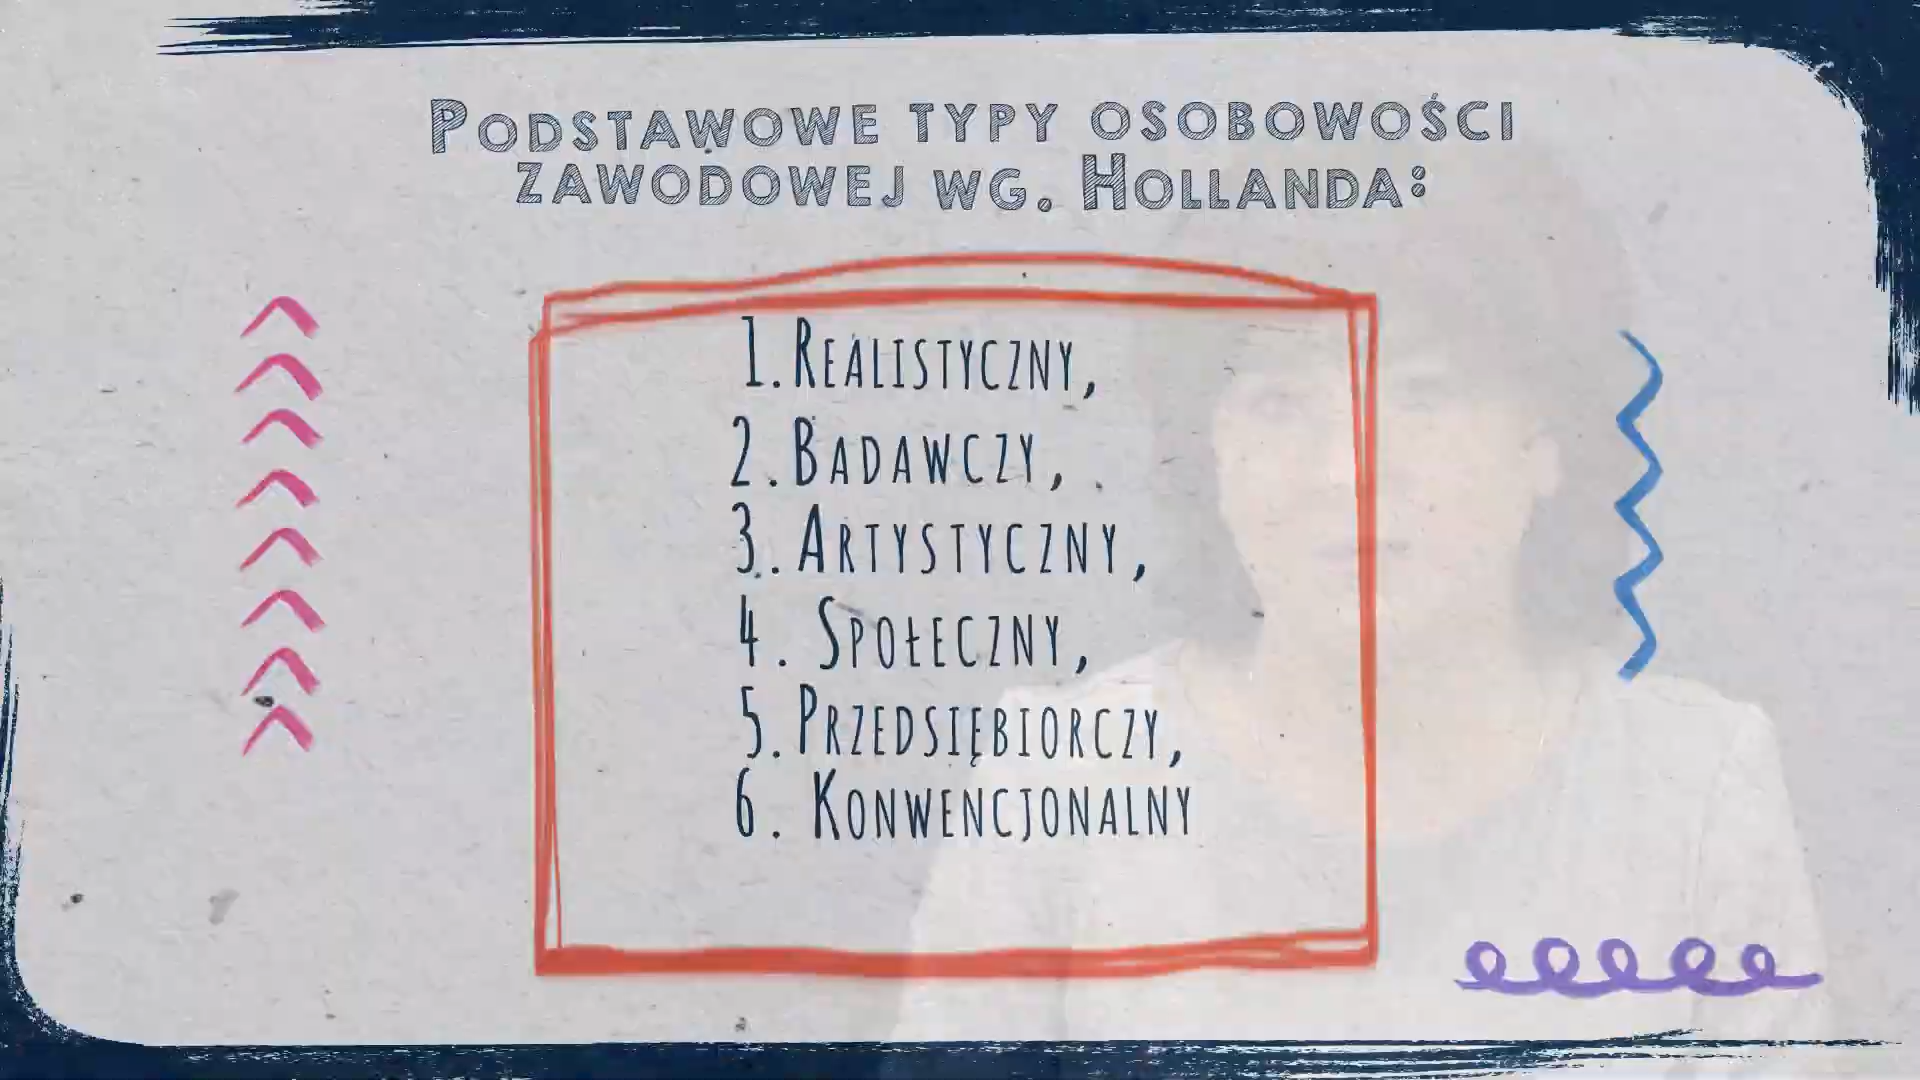 Podstawowe typy osobowości
zawodowej wg. Hollanda:
1. Realistyczny,
2. Badawczy,
3. Artystyczny,
4. Społeczny,
5. Przedsiębiorczy,
6. Konwencjonalny